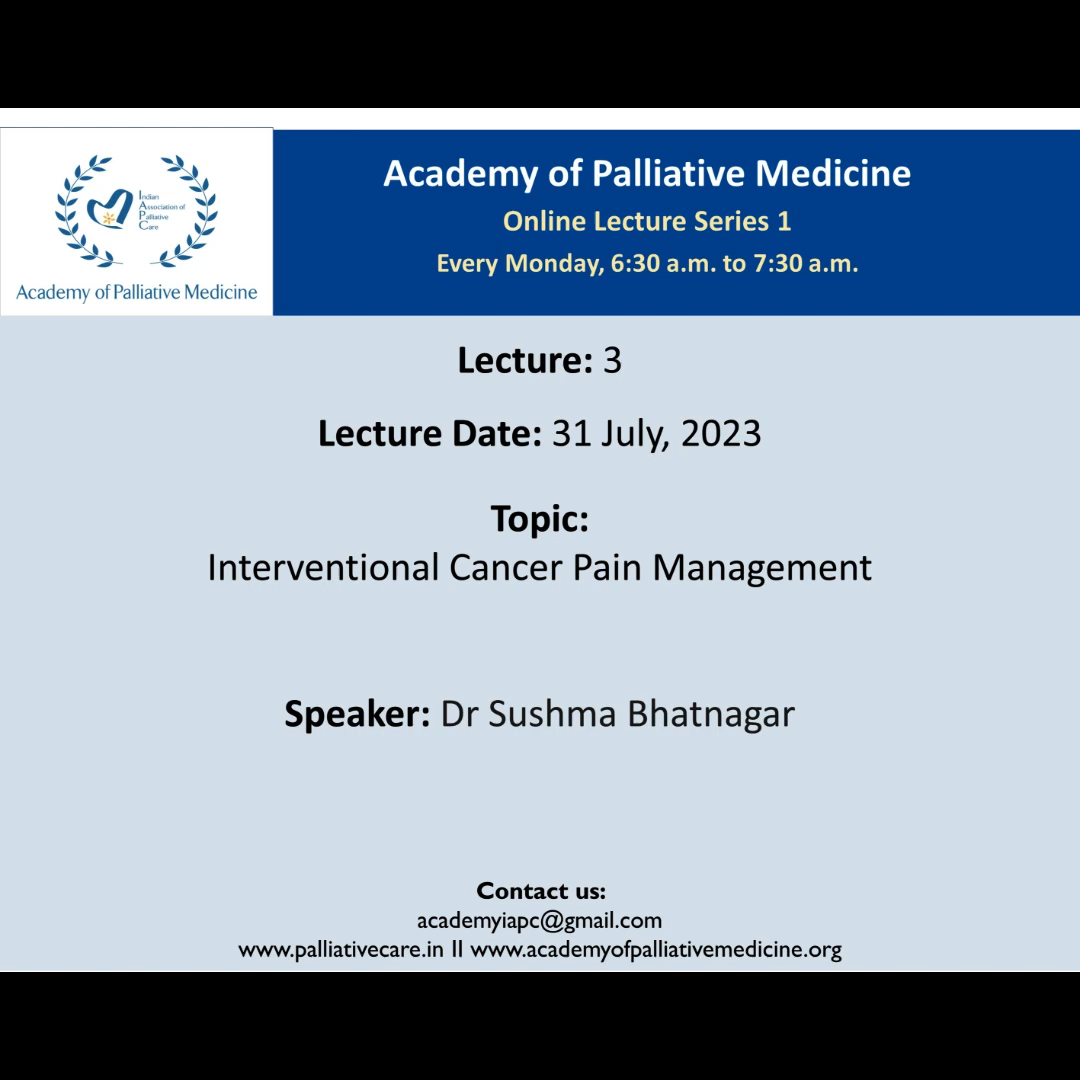 Indian
Association of
Palliative
Care
Academy of Palliative Medicine
Academy of Palliative Medicine
Online Lecture Series 1
Every Monday, 6:30 a.m. to 7:30 a.m.
Lecture: 3
Lecture Date: 31 July, 2023
Topic:
Interventional Cancer Pain Management
Speaker: Dr Sushma Bhatnagar
Contact us:
academyiapc@gmail.com
www.palliativecare.in ll www.academyofpalliativemedicine.org